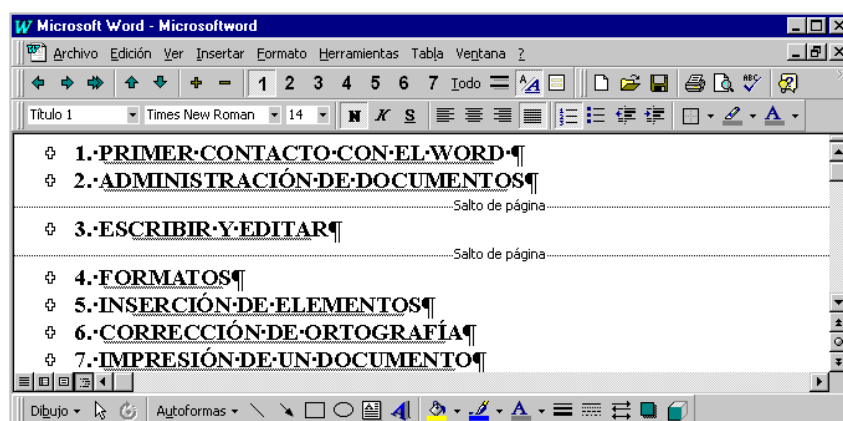 Microsoft Word - Microsoftword
Archivo Edición Ver Insertar Formato Herramientas Tabla Ventana ?
1 2 3 4 5 6 7 Todo
Título 1 Times New Roman 14 N K S
1.·PRIMER·CONTACTO·CON·EL·WORD·¶
2.·ADMINISTRACIÓN·DE·DOCUMENTOS¶
Salto de página
3.·ESCRIBIR·Y·EDITAR¶
Salto de página
4.·FORMATOS¶
5.·INSERCIÓN·DE·ELEMENTOS¶
6.·CORRECCIÓN·DE·ORTOGRAFÍA¶
7.·IMPRESIÓN·DE·UN·DOCUMENTO¶
Dibujo Autoformas